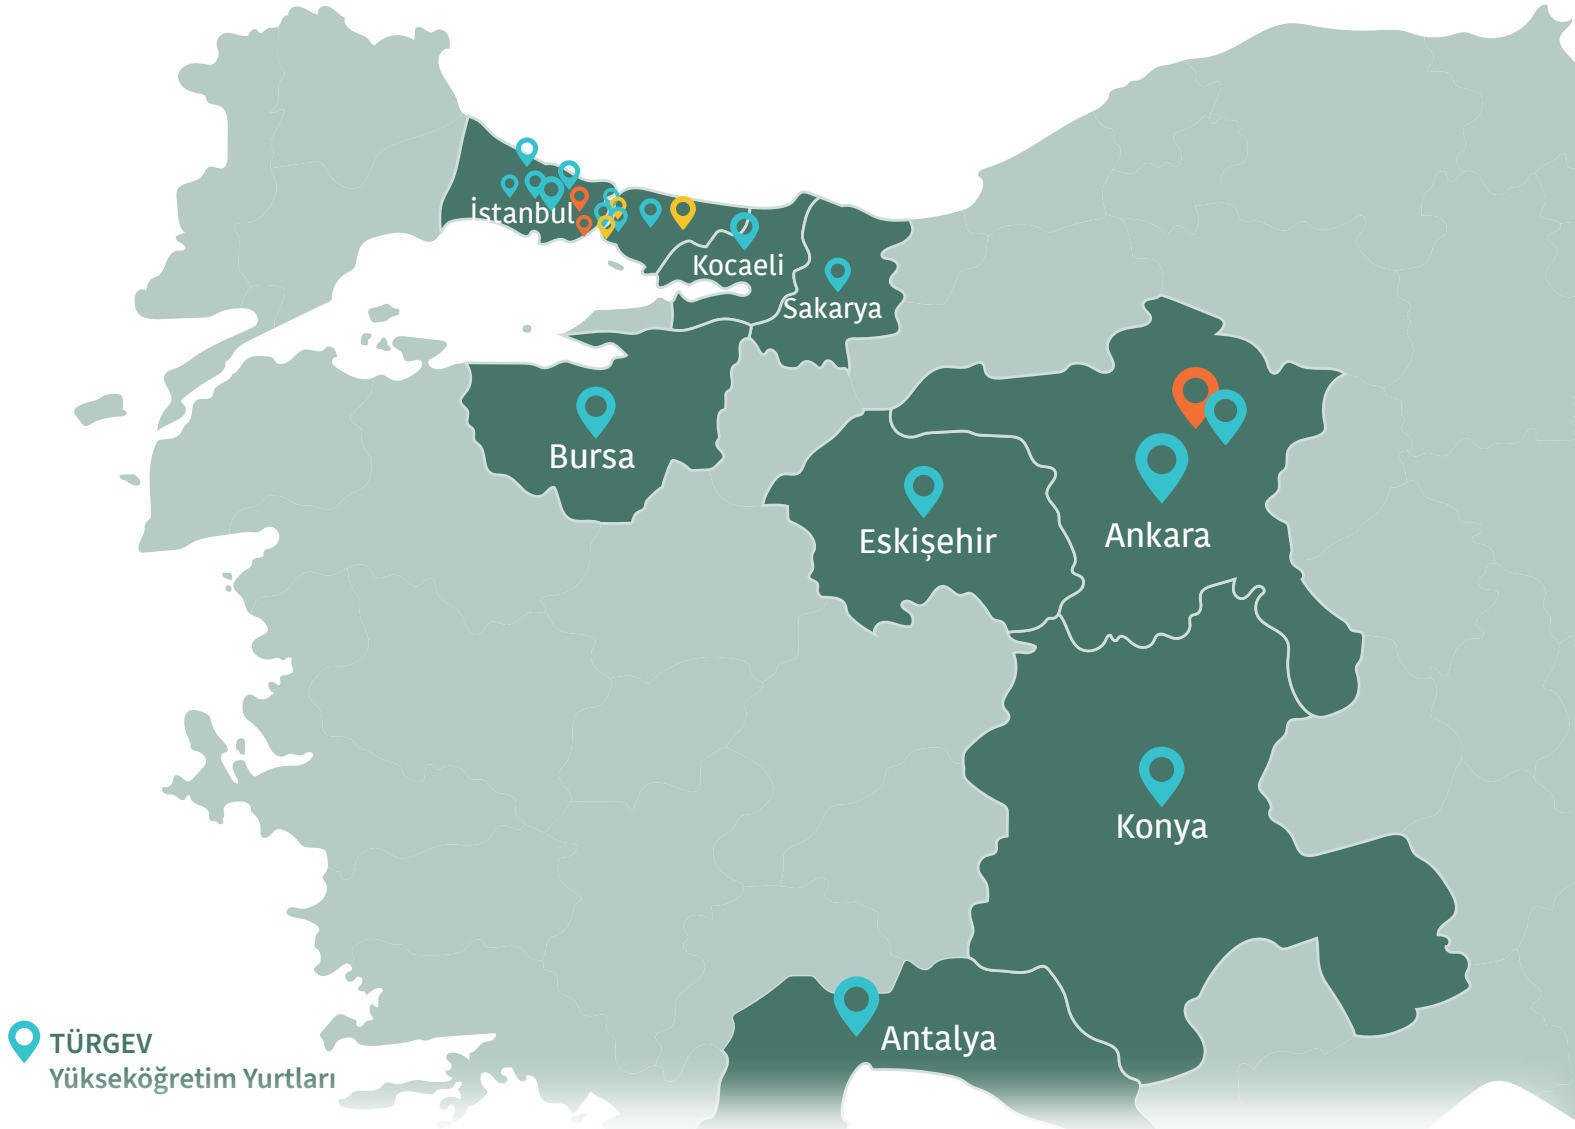 İstanbul
Kocaeli
Sakarya
Bursa
Eskişehir
Ankara
Konya
Antalya
TÜRGEV
Yükseköğretim Yurtları